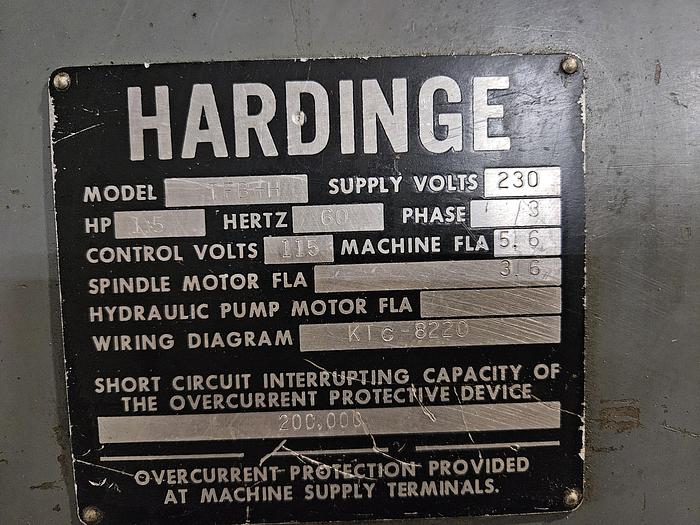 HARDINGE
MODEL SUPPLY VOLTS 230
HP 1.5 HERTZ 60 PHASE 3
CONTROL VOLTS 115 MACHINE FLA 5.6
SPINDLE MOTOR FLA 3.6
HYDRAULIC PUMP MOTOR FLA
WIRING DIAGRAM
SHORT CIRCUIT INTERRUPTING CAPACITY OF
THE OVERCURRENT PROTECTIVE DEVICE
200,000
OVERCURRENT PROTECTION PROVIDED
AT MACHINE SUPPLY TERMINALS.